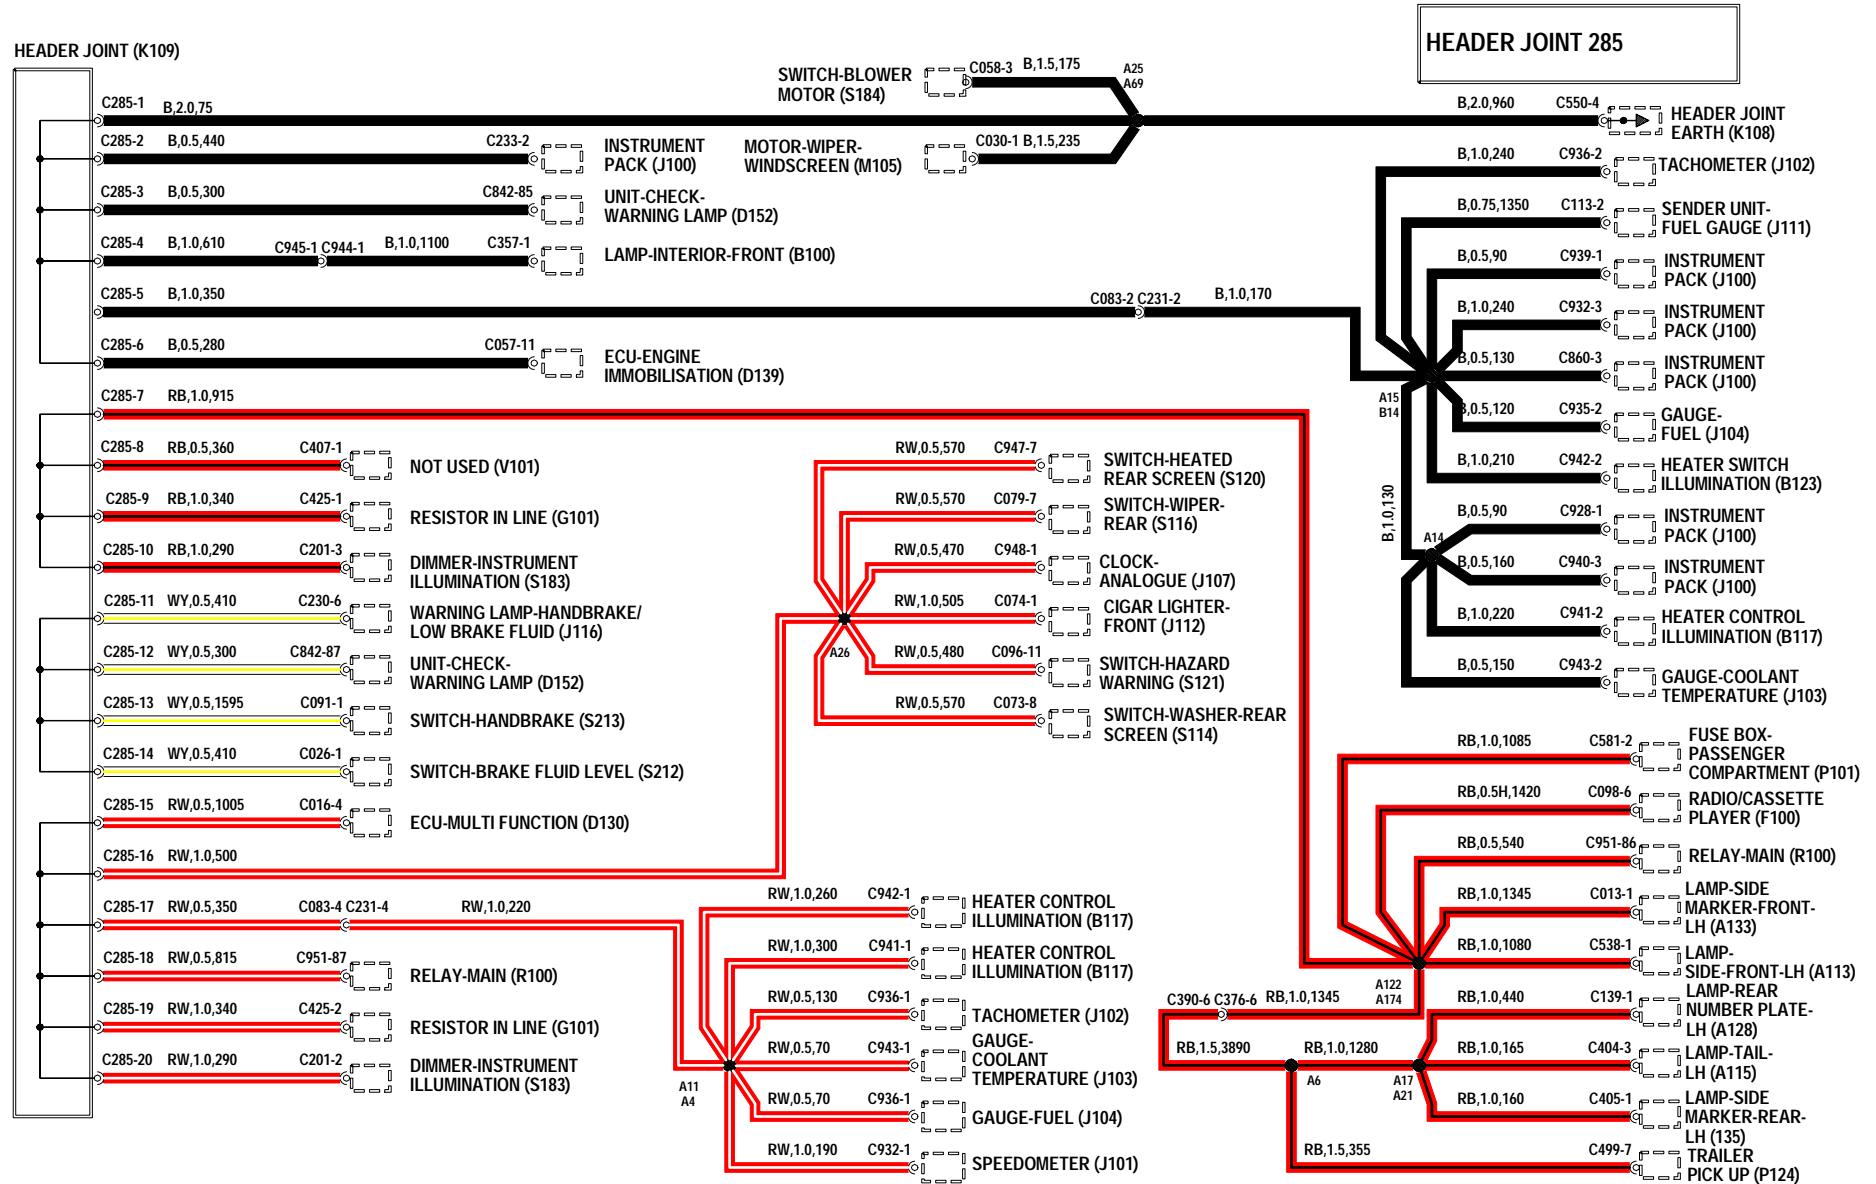 HEADER JOINT 285
HEADER JOINT (K109)
C285-1
B,2.0,75
SWITCH-BLOWER
MOTOR (S184)
C058-3 B,1.5,175
A25
A69
B,2.0,960
C550-4
HEADER JOINT
EARTH (K108)
C285-2
B,0.5,440
C233-2
INSTRUMENT
PACK (J100)
MOTOR-WIPER-
WINDSCREEN (M105)
C030-1 B,1.5,235
C285-3
B,0.5,300
C842-85
UNIT-CHECK-
WARNING LAMP (D152)
C285-4
B,1.0,610
C945-1 C944-1
B,1.0,1100
C357-1
LAMP-INTERIOR-FRONT (B100)
C285-5
B,1.0,350
C083-2 C231-2
B,1.0,170
C285-6
B,0.5,280
C057-11
ECU-ENGINE
IMMOBILISATION (D139)
B,1.0,240
C936-2
TACHOMETER (J102)
B,0.75,1350
C113-2
SENDER UNIT-
FUEL GAUGE (J111)
B,0.5,90
C939-1
INSTRUMENT
PACK (J100)
B,1.0,240
C932-3
INSTRUMENT
PACK (J100)
B,0.5,130
C860-3
INSTRUMENT
PACK (J100)
A15
B14
B,0.5,120
C935-2
GAUGE-
FUEL (J104)
B,1.0,210
C942-2
HEATER SWITCH
ILLUMINATION (B123)
B,1.0,130
A14
B,0.5,90
C928-1
INSTRUMENT
PACK (J100)
B,0.5,160
C940-3
INSTRUMENT
PACK (J100)
B,1.0,220
C941-2
HEATER CONTROL
ILLUMINATION (B117)
B,0.5,150
C943-2
GAUGE-COOLANT
TEMPERATURE (J103)
C285-7
RB,1.0,915
C285-8
RB,0.5,360
C407-1
NOT USED (V101)
C285-9
RB,1.0,340
C425-1
RESISTOR IN LINE (G101)
C285-10
RB,1.0,290
C201-3
DIMMER-INSTRUMENT
ILLUMINATION (S183)
C285-11
WY,0.5,410
C230-6
WARNING LAMP-HANDBRAKE/
LOW BRAKE FLUID (J116)
C285-12
WY,0.5,300
C842-87
UNIT-CHECK-
WARNING LAMP (D152)
C285-13
WY,0.5,1595
C091-1
SWITCH-HANDBRAKE (S213)
C285-14
WY,0.5,410
C026-1
SWITCH-BRAKE FLUID LEVEL (S212)
C285-15
RW,0.5,1005
C016-4
ECU-MULTI FUNCTION (D130)
C285-16
RW,1.0,500
C285-17
RW,0.5,350
C083-4 C231-4
RW,1.0,220
C285-18
RW,0.5,815
C951-87
RELAY-MAIN (R100)
C285-19
RW,1.0,340
C425-2
RESISTOR IN LINE (G101)
C285-20
RW,1.0,290
C201-2
DIMMER-INSTRUMENT
ILLUMINATION (S183)
RW,0.5,570
C947-7
SWITCH-HEATED
REAR SCREEN (S120)
RW,0.5,570
C079-7
SWITCH-WIPER-
REAR (S116)
RW,0.5,470
C948-1
CLOCK-
ANALOGUE (J107)
RW,1.0,505
C074-1
CIGAR LIGHTER-
FRONT (J112)
A26
RW,0.5,480
C096-11
SWITCH-HAZARD
WARNING (S121)
RW,0.5,570
C073-8
SWITCH-WASHER-REAR
SCREEN (S114)
RW,1.0,260
C942-1
HEATER CONTROL
ILLUMINATION (B117)
RW,1.0,300
C941-1
HEATER CONTROL
ILLUMINATION (B117)
RW,0.5,130
C936-1
TACHOMETER (J102)
RW,0.5,70
C943-1
GAUGE-
COOLANT
TEMPERATURE (J103)
A11
A4
RW,0.5,70
C936-1
GAUGE-FUEL (J104)
RW,1.0,190
C932-1
SPEEDOMETER (J101)
RB,1.0,1085
C581-2
FUSE BOX-
PASSENGER
COMPARTMENT (P101)
RB,0.5H,1420
C098-6
RADIO/CASSETTE
PLAYER (F100)
RB,0.5,540
C951-86
RELAY-MAIN (R100)
RB,1.0,1345
C013-1
LAMP-SIDE
MARKER-FRONT-
LH (A133)
RB,1.0,1080
C538-1
LAMP-
SIDE-FRONT-LH (A113)
A122
A174
C390-6 C376-6
RB,1.0,1345
RB,1.0,440
C139-1
LAMP-REAR
NUMBER PLATE-
LH (A128)
RB,1.5,3890
RB,1.0,1280
A6
A17
A21
RB,1.0,165
C404-3
LAMP-TAIL-
LH (A115)
RB,1.0,160
C405-1
LAMP-SIDE
MARKER-REAR-
LH (135)
RB,1.5,355
C499-7
TRAILER
PICK UP (P124)